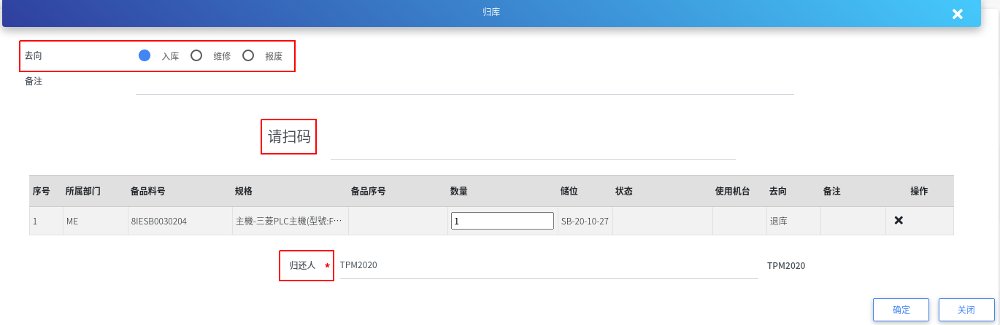 归库
去向 入库 维修 报废
备注
请扫码
序号 所属部门 备品料号 规格 备品序号 数量 储位 状态 使用机台 去向 备注 操作
1 ME 8IESB0030204 主機-三菱PLC主機(型號:F··· 1 SB-20-10-27 退库
归还人 * TPM2020 TPM2020
确定 关闭